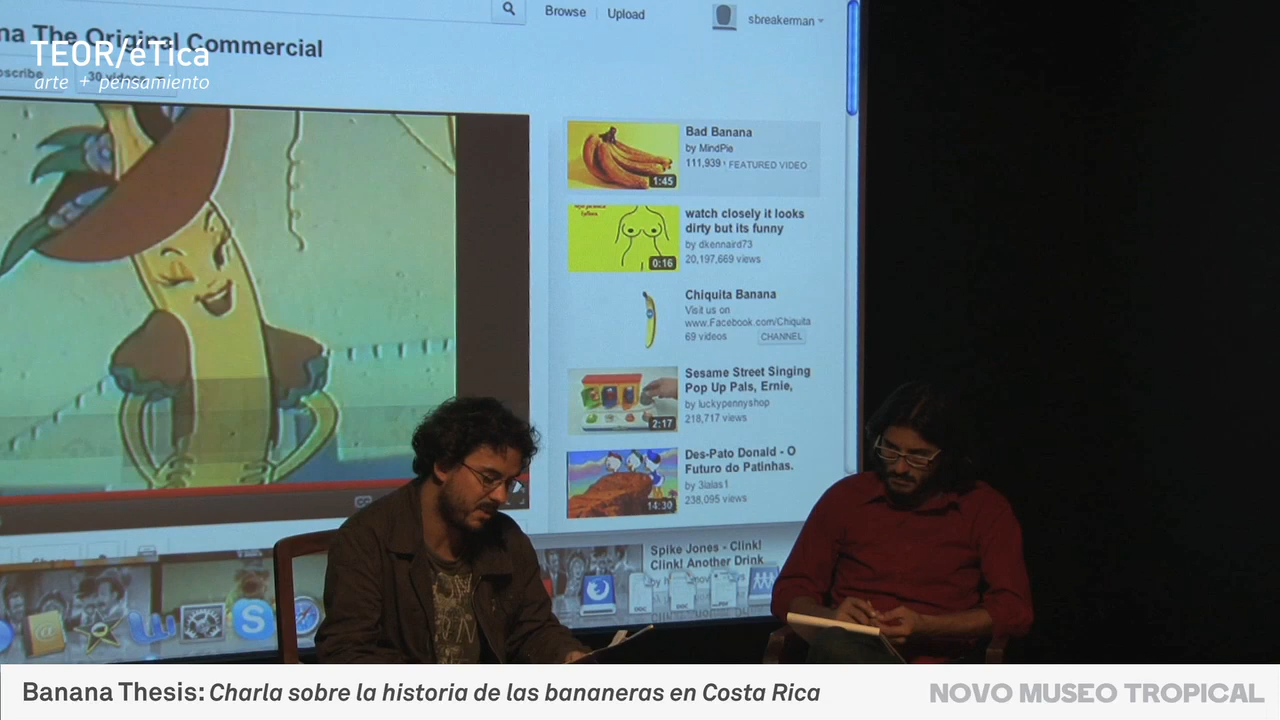 Browse
Upload
sbreakerman
na The Original Commercial
TEOR/éTica
arte + pensamiento
scribe
30 videos
Bad Banana
by MindPie
111,939
FEATURED VIDEO
1:45
watch closely it looks
dirty but its funny
by dkennaird73
20,197,669 views
0:16
Chiquita Banana
Visit us on
www.Facebook.com/Chiquita
69 videos
CHANNEL
Sesame Street Singing
Pop Up Pals, Ernie,
by luckypennyshop
218,717 views
2:17
Des-Pato Donald - O
Futuro do Patinhas.
by 3lalas1
238,095 views
14:30
CC
Spike Jones - Clink!
Clink! Another Drink
Banana Thesis: Charla sobre la historia de las bananeras en Costa Rica
NOVO MUSEO TROPICAL